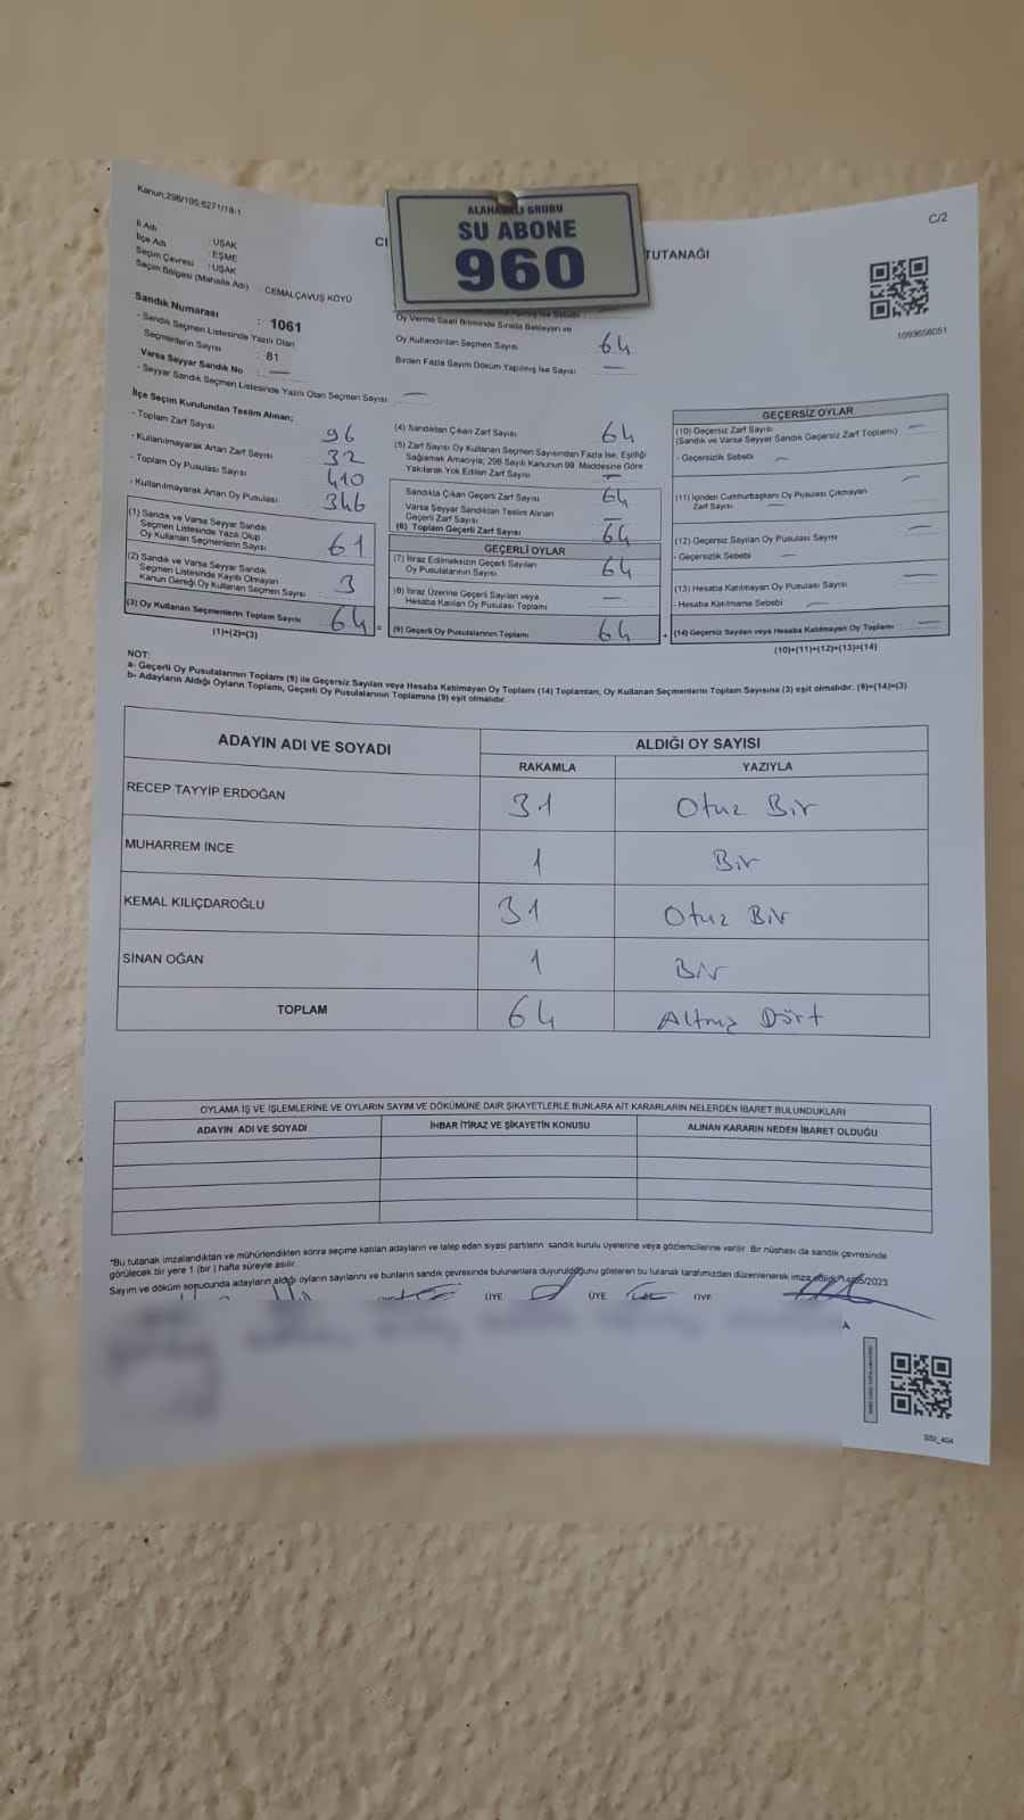 Kanun:298/105;6271/18-1
C/2
ALAHABALI GRUBU
SU ABONE
960
TUTANAĞI
İl Adı : UŞAK
İlçe Adı : EŞME
Seçim Çevresi : UŞAK
Seçim Bölgesi (Mahalle Adı) : CEMALÇAVUŞ KÖYÜ
Sandık Numarası : 1061
- Sandık Seçmen Listesinde Yazılı Olan
Seçmenlerin Sayısı : 81
Varsa Seyyar Sandık No : —
- Seyyar Sandık Seçmen Listesinde Yazılı Olan Seçmen Sayısı : —
Oy Verme Saati Bitiminde Sırada Bekleyen ve
Oy Kullandırılan Seçmen Sayısı 64
Birden Fazla Sayım Döküm Yapılmış İse Sayısı —
İlçe Seçim Kurulundan Teslim Alınan;
- Toplam Zarf Sayısı 96
- Kullanılmayarak Artan Zarf Sayısı 32
- Toplam Oy Pusulası Sayısı 410
- Kullanılmayarak Artan Oy Pusulası 346
(1) Sandık ve Varsa Seyyar Sandık
Seçmen Listesinde Yazılı Olup
Oy Kullanan Seçmenlerin Sayısı 61
(2) Sandık ve Varsa Seyyar Sandık
Seçmen Listesinde Kayıtlı Olmayan
Kanun Gereği Oy Kullanan Seçmen Sayısı 3
(3) Oy Kullanan Seçmenlerin Toplam Sayısı 64 =
(1)+(2)=(3)
(4) Sandıktan Çıkan Zarf Sayısı 64
(5) Zarf Sayısı Oy Kullanan Seçmen Sayısından Fazla İse, Eşitliği
Sağlamak Amacıyla; 298 Sayılı Kanunun 99. Maddesine Göre
Yakılarak Yok Edilen Zarf Sayısı —
Sandıkta Çıkan Geçerli Zarf Sayısı 64
Varsa Seyyar Sandıktan Teslim Alınan
Geçerli Zarf Sayısı —
(6) Toplam Geçerli Zarf Sayısı 64
GEÇERLİ OYLAR
(7) İtiraz Edilmeksizin Geçerli Sayılan
Oy Pusulalarının Sayısı 64
(8) İtiraz Üzerine Geçerli Sayılan veya
Hesaba Katılan Oy Pusulası Toplamı —
(9) Geçerli Oy Pusulalarının Toplamı 64 +
GEÇERSİZ OYLAR
(10) Geçersiz Zarf Sayısı —
(Sandık ve Varsa Seyyar Sandık Geçersiz Zarf Toplamı)
- Geçersizlik Sebebi —
(11) İçinden Cumhurbaşkanı Oy Pusulası Çıkmayan
Zarf Sayısı —
(12) Geçersiz Sayılan Oy Pusulası Sayısı —
- Geçersizlik Sebebi —
(13) Hesaba Katılmayan Oy Pusulası Sayısı —
- Hesaba Katılmama Sebebi —
(14) Geçersiz Sayılan veya Hesaba Katılmayan Oy Toplamı —
(10)+(11)+(12)+(13)=(14)
NOT:
a- Geçerli Oy Pusulalarının Toplamı (9) ile Geçersiz Sayılan veya Hesaba Katılmayan Oy Toplamı (14) Toplamları, Oy Kullanan Seçmenlerin Toplam Sayısına (3) eşit olmalıdır. (9)+(14)=(3)
b- Adayların Aldığı Oyların Toplamı, Geçerli Oy Pusulalarının Toplamına (9) eşit olmalıdır.
ADAYIN ADI VE SOYADI ALDIĞI OY SAYISI
RAKAMLA YAZIYLA
RECEP TAYYİP ERDOĞAN 31 Otuz Bir
MUHARREM İNCE 1 Bir
KEMAL KILIÇDAROĞLU 31 Otuz Bir
SİNAN OĞAN 1 Bir
TOPLAM 64 Altmış Dört
OYLAMA İŞ VE İŞLEMLERİNE VE OYLARIN SAYIM VE DÖKÜMÜNE DAİR ŞİKAYETLERLE BUNLARA AİT KARARLARIN NELERDEN İBARET BULUNDUKLARI
ADAYIN ADI VE SOYADI İHBAR İTİRAZ VE ŞİKAYETİN KONUSU ALINAN KARARIN NEDEN İBARET OLDUĞU
*Bu tutanak imzalandıktan ve mühürlendikten sonra seçime katılan adayların ve talep eden siyasi partilerin sandık kurulu üyelerine veya gözlemcilerine verilir. Bir nüshası da sandık çevresinde
görülecek bir yere 1 (bir) hafta süreyle asılır.
Sayım ve döküm sonucunda adayların aldığı oyların sayılarını ve bunların sandık çevresinde bulunanlara duyurulduğunu gösteren bu tutanak tarafımızdan düzenlenerek imza edildi. 14/05/2023
ÜYE ÜYE ÜYE